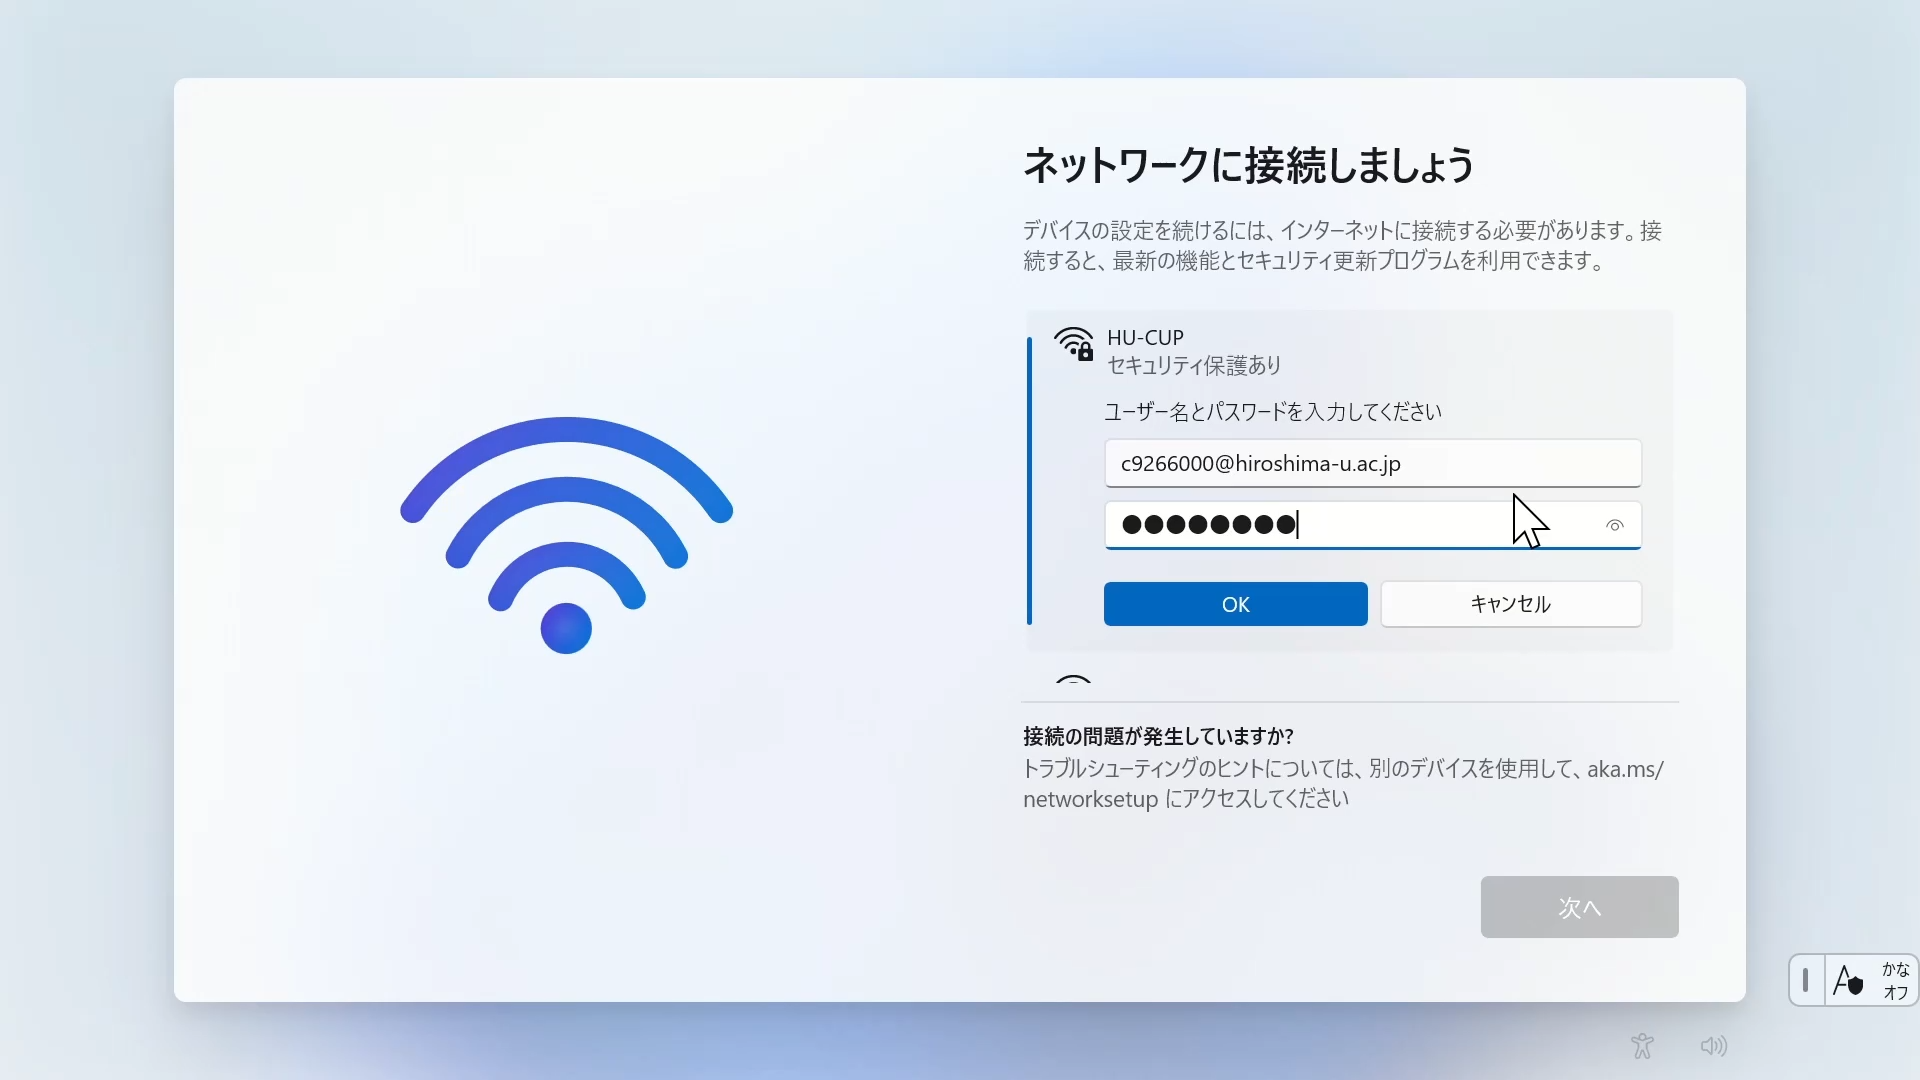 ネットワークに接続しましょう
デバイスの設定を続けるには、インターネットに接続する必要があります。接
続すると、最新の機能とセキュリティ更新プログラムを利用できます。
HU-CUP
セキュリティ保護あり
ユーザー名とパスワードを入力してください
c9266000@hiroshima-u.ac.jp
●●●●●●●●
OK
キャンセル
接続の問題が発生していますか?
トラブルシューティングのヒントについては、別のデバイスを使用して、aka.ms/
networksetup にアクセスしてください
次へ
A
かな
オフ